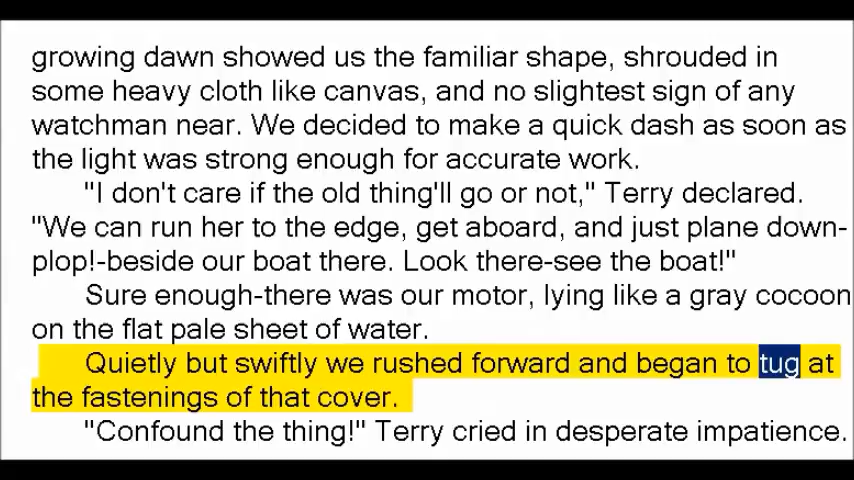 growing dawn showed us the familiar shape, shrouded in
some heavy cloth like canvas, and no slightest sign of any
watchman near. We decided to make a quick dash as soon as
the light was strong enough for accurate work.
"I don't care if the old thing'll go or not," Terry declared.
"We can run her to the edge, get aboard, and just plane down-
plop!-beside our boat there. Look there-see the boat!"
Sure enough-there was our motor, lying like a gray cocoon
on the flat pale sheet of water.
Quietly but swiftly we rushed forward and began to tug at
the fastenings of that cover.
"Confound the thing!" Terry cried in desperate impatience.